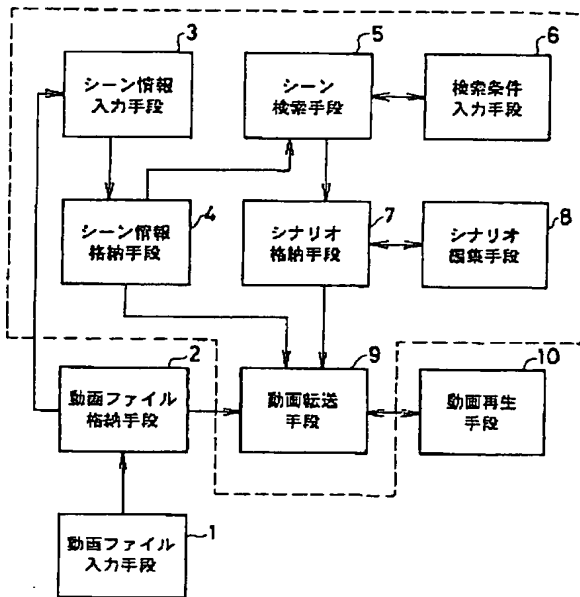 3
シーン情報
入力手段
5
シーン
検索手段
6
検索条件
入力手段
4
シーン情報
格納手段
7
シナリオ
格納手段
8
シナリオ
編集手段
2
動画ファイル
格納手段
9
動画転送
手段
10
動画再生
手段
1
動画ファイル
入力手段